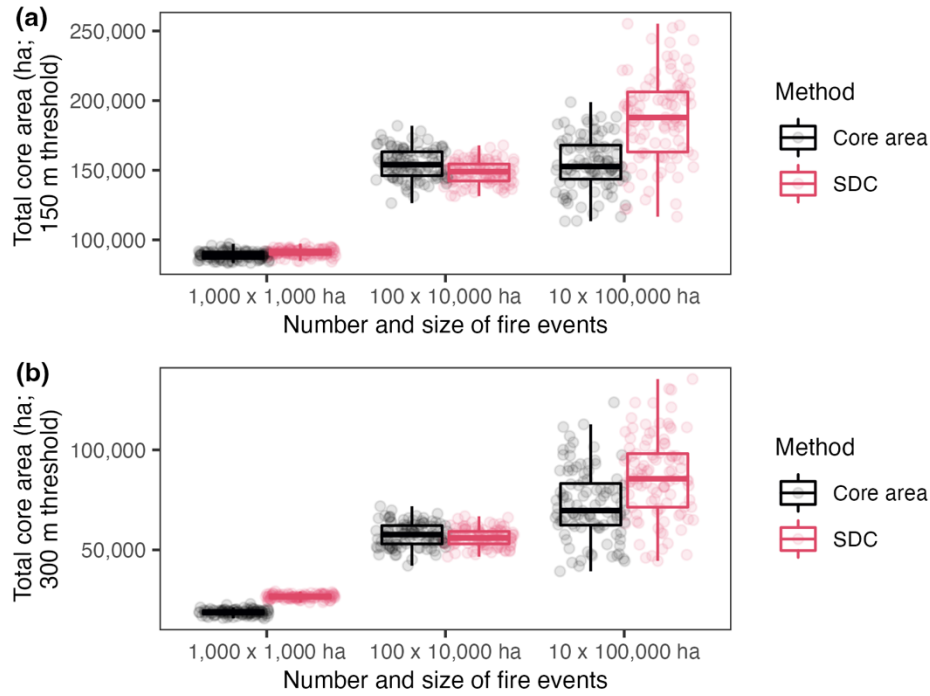 (a)
Total core area (ha;
150 m threshold)
250,000
200,000
150,000
100,000
1,000 x 1,000 ha
100 x 10,000 ha
10 x 100,000 ha
Number and size of fire events
Method
Core area
SDC
(b)
Total core area (ha;
300 m threshold)
100,000
50,000
1,000 x 1,000 ha
100 x 10,000 ha
10 x 100,000 ha
Number and size of fire events
Method
Core area
SDC